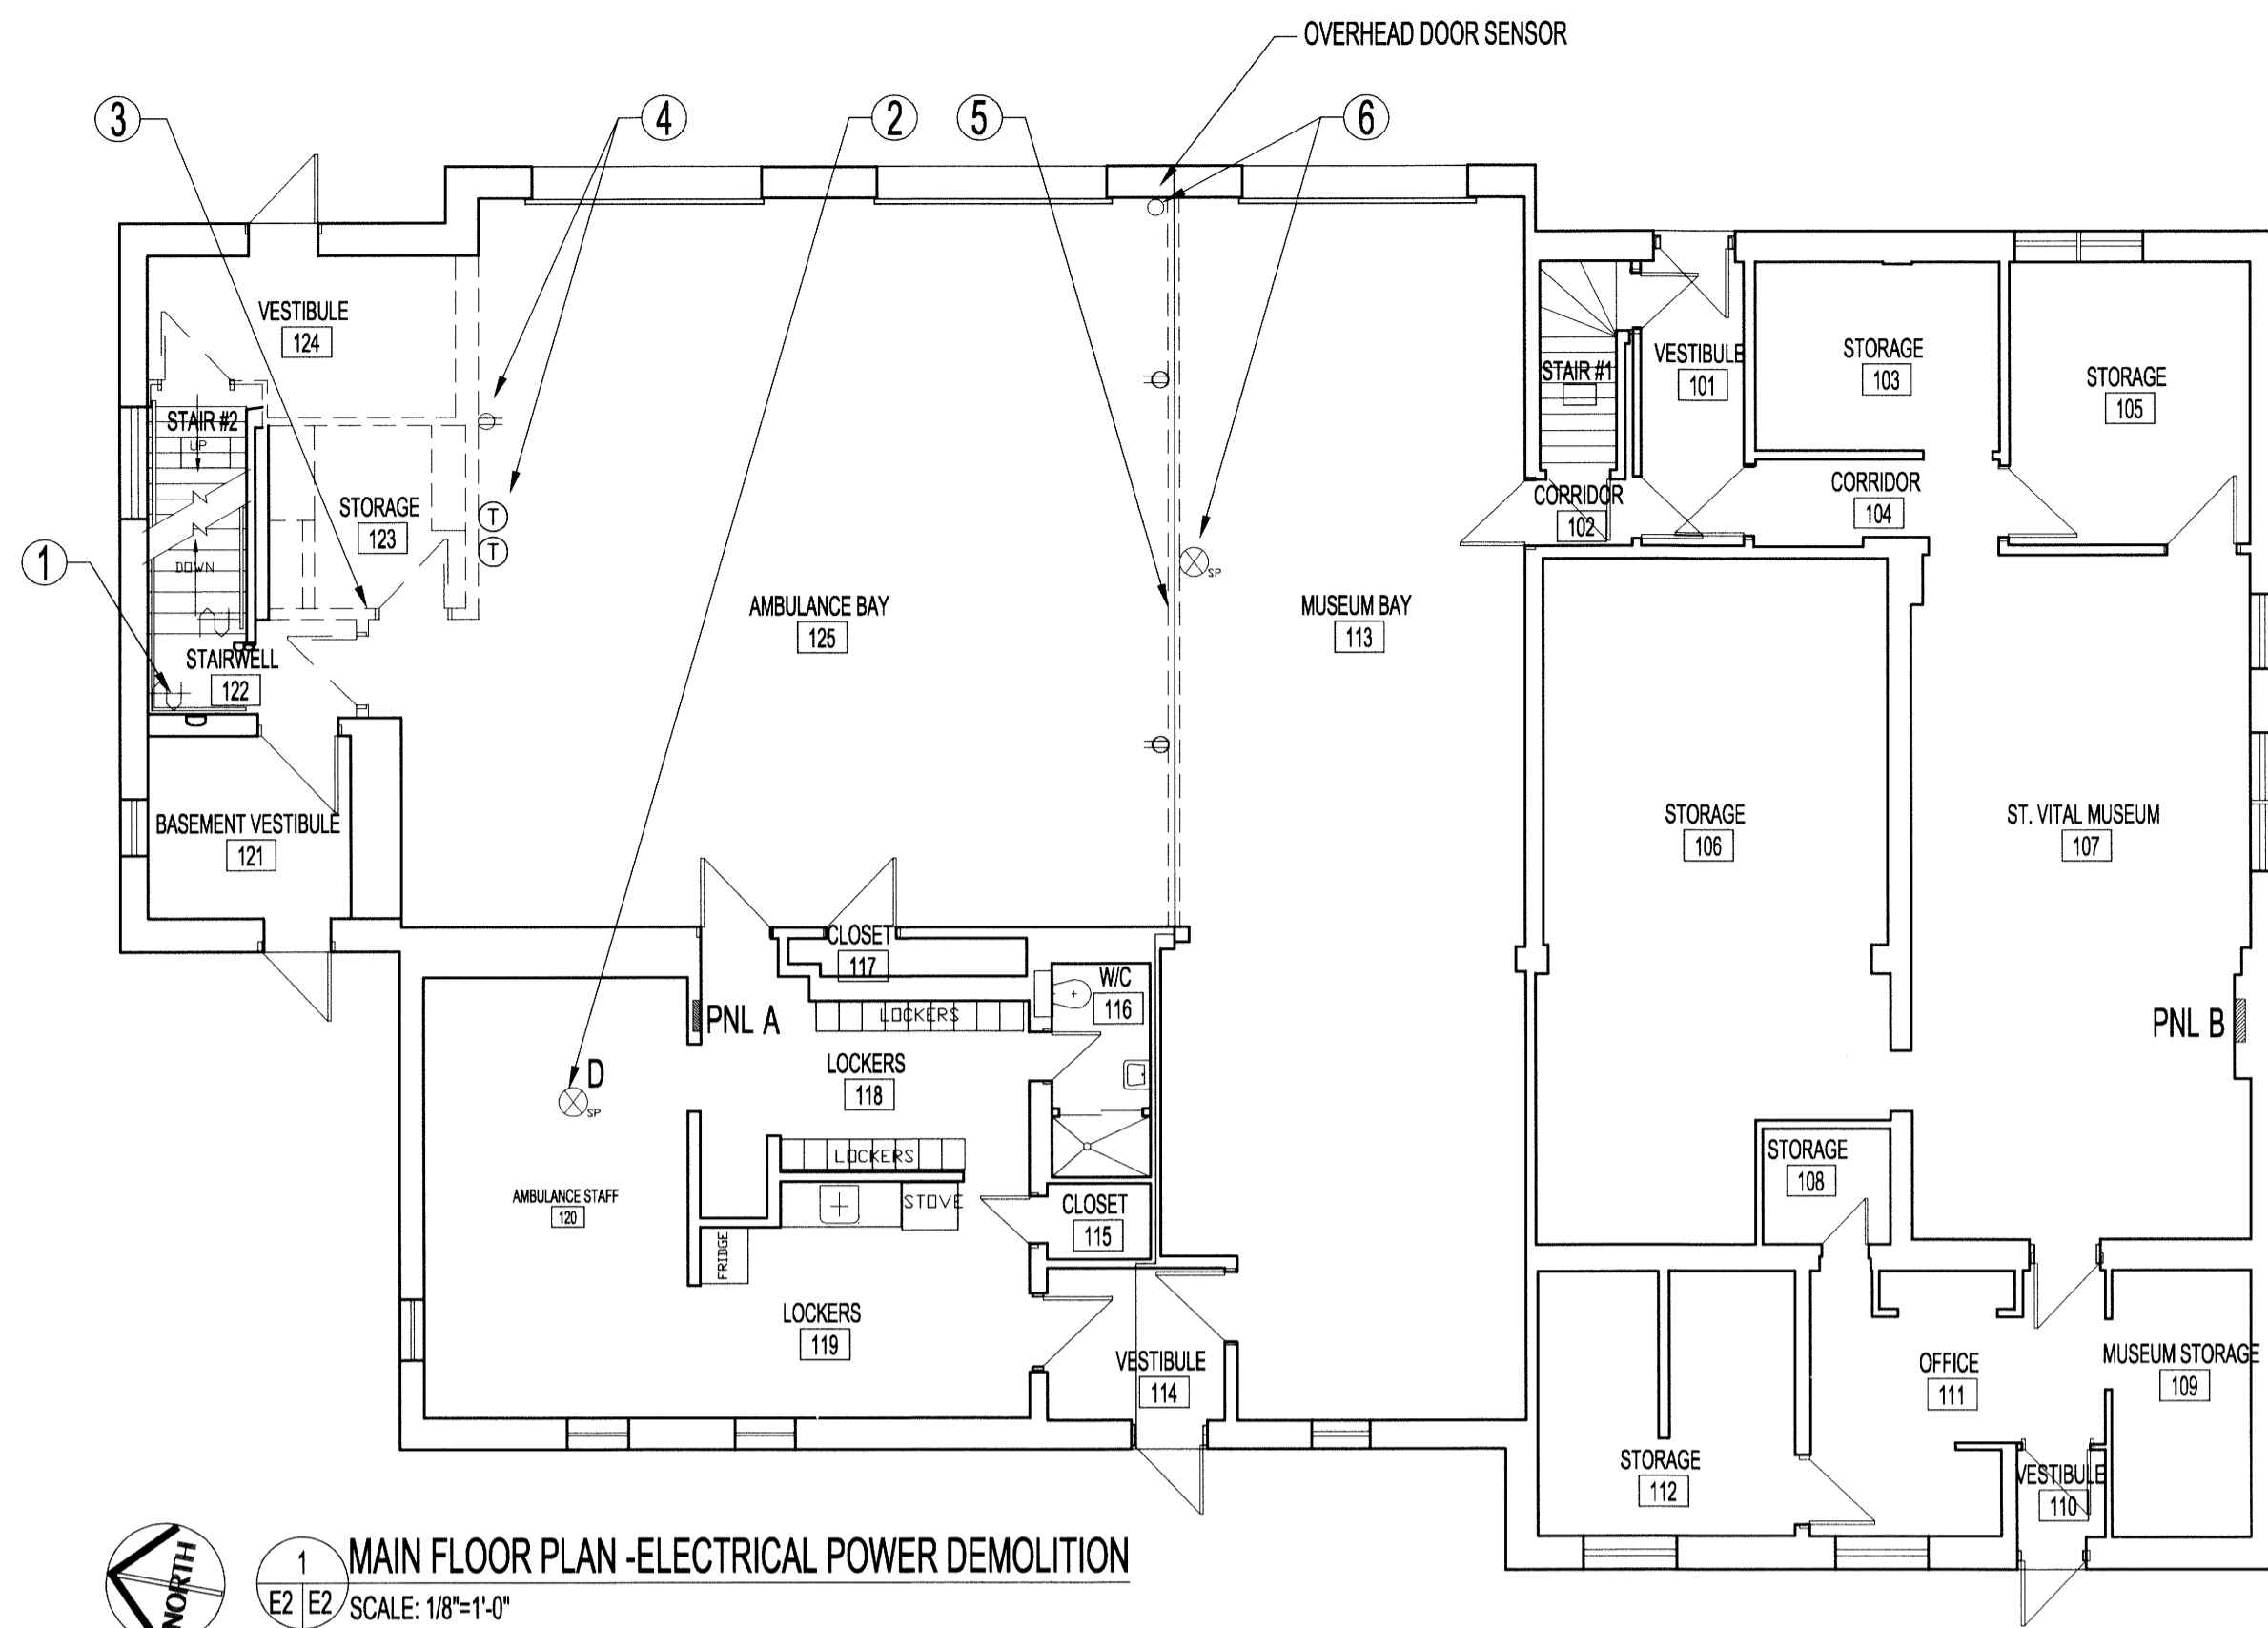 OVERHEAD DOOR SENSOR
3
4
2
5
6
VESTIBULE
124
STAIR #2
UP
STORAGE
123
T
T
1
DOWN
STAIRWELL
122
BASEMENT VESTIBULE
121
AMBULANCE BAY
125
SP
MUSEUM BAY
113
STAIR #1
VESTIBULE
101
STORAGE
103
STORAGE
105
CORRIDOR
102
CORRIDOR
104
STORAGE
106
ST. VITAL MUSEUM
107
PNL B
CLOSET
117
W/C
116
LOCKERS
PNL A
LOCKERS
118
D
SP
LOCKERS
AMBULANCE STAFF
120
STOVE
FRIDGE
CLOSET
115
LOCKERS
119
VESTIBULE
114
STORAGE
108
OFFICE
111
MUSEUM STORAGE
109
STORAGE
112
VESTIBULE
110
NORTH
1
E2 E2
MAIN FLOOR PLAN -ELECTRICAL POWER DEMOLITION
SCALE: 1/8"=1'-0"